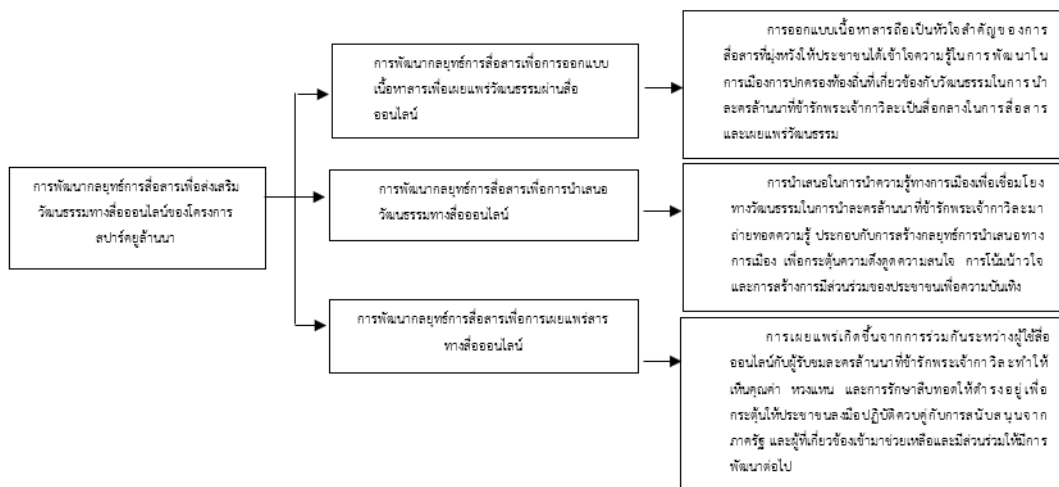 การพัฒนากลยุทธ์การสื่อสารเพื่อส่งเสริม
วัฒนธรรมทางสื่อออนไลน์ของโครงการ
สปาร์คยูล้านนา
การพัฒนากลยุทธ์การสื่อสารเพื่อการออกแบบ
เนื้อหาสารเพื่อเผยแพร่วัฒนธรรมผ่านสื่อ
ออนไลน์
การออกแบบเนื้อหาสารถือเป็นหัวใจสำคัญของการ
สื่อสารที่มุ่งหวังให้ประชาชนได้เข้าใจความรู้ในการพัฒนาใน
การเมืองการปกครองท้องถิ่นที่เกี่ยวข้องกับวัฒนธรรมในการนำ
ละครล้านนาที่ข้ารักพระเจ้ากาวิละเป็นสื่อกลางในการสื่อสาร
และเผยแพร่วัฒนธรรม
การพัฒนากลยุทธ์การสื่อสารเพื่อการนำเสนอ
วัฒนธรรมทางสื่อออนไลน์
การนำเสนอในการนำความรู้ทางการเมืองเพื่อเชื่อมโยง
ทางวัฒนธรรมในการนำละครล้านนาที่ข้ารักพระเจ้ากาวิละมา
ถ่ายทอดความรู้ ประกอบกับการสร้างกลยุทธ์การนำเสนอทาง
การเมือง เพื่อกระตุ้นความดึงดูดความสนใจ การโน้มน้าวใจ
และการสร้างการมีส่วนร่วมของประชาชนเพื่อความบันเทิง
การพัฒนากลยุทธ์การสื่อสารเพื่อการเผยแพร่สาร
ทางสื่อออนไลน์
การเผยแพร่เกิดขึ้นจากการร่วมกันระหว่างผู้ใช้สื่อ
ออนไลน์กับผู้รับชมละครล้านนาที่ข้ารักพระเจ้ากาวิละทำให้
เห็นคุณค่า หวงแหน และการรักษาสืบทอดให้ดำรงอยู่เพื่อ
กระตุ้นให้ประชาชนลงมือปฏิบัติควบคู่กับการสนับสนุนจาก
ภาครัฐ และผู้ที่เกี่ยวข้องเข้ามาช่วยเหลือและมีส่วนร่วมให้มีการ
พัฒนาต่อไป